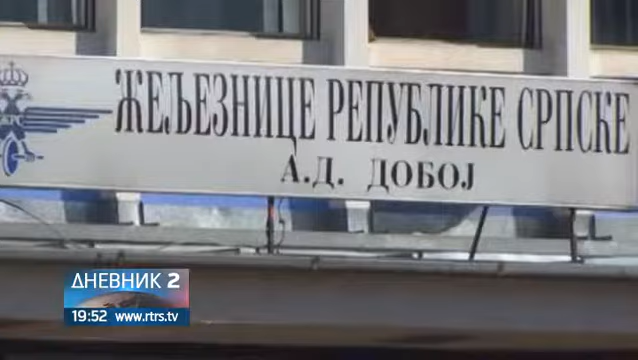 ЖЕЉЕЗНИЦЕ РЕПУБЛИКЕ СРПСКЕ
А.Д. ДОБОЈ
ДНЕВНИК 2
19:52 www.rtrs.tv